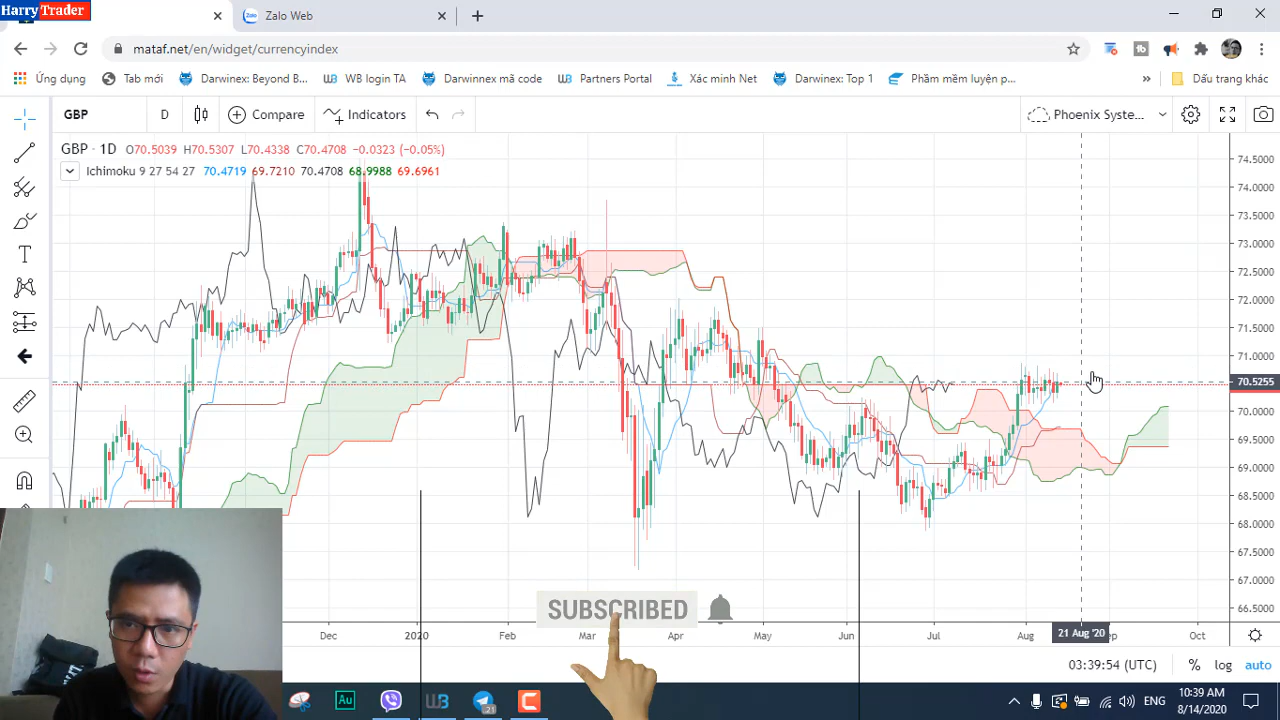 Harry Trader
Zalo Web
mataf.net/en/widget/currencyindex
Ứng dụng
Tab mới
Darwinex: Beyond B...
WB login TA
Darwinnex mã code
Partners Portal
Xác minh Net
Darwinex: Top 1
Phầm mềm luyện p...
»
Dấu trang khác
GBP
D
Compare
Indicators
Phoenix Syste...
GBP · 1D O70.5039 H70.5307 L70.4338 C70.4708 −0.0323 (−0.05%)
Ichimoku 9 27 54 27 70.4719 69.7210 70.4708 68.9988 69.6961
74.5000
74.0000
73.5000
73.0000
72.5000
72.0000
71.5000
71.0000
70.5255
70.0000
69.5000
69.0000
68.5000
68.0000
67.5000
67.0000
66.5000
SUBSCRIBED
Dec 2020 Feb Mar Apr May Jun Jul Aug 21 Aug '20 ep Oct
03:39:54 (UTC) % log auto
Au
21
ENG
10:39 AM
8/14/2020